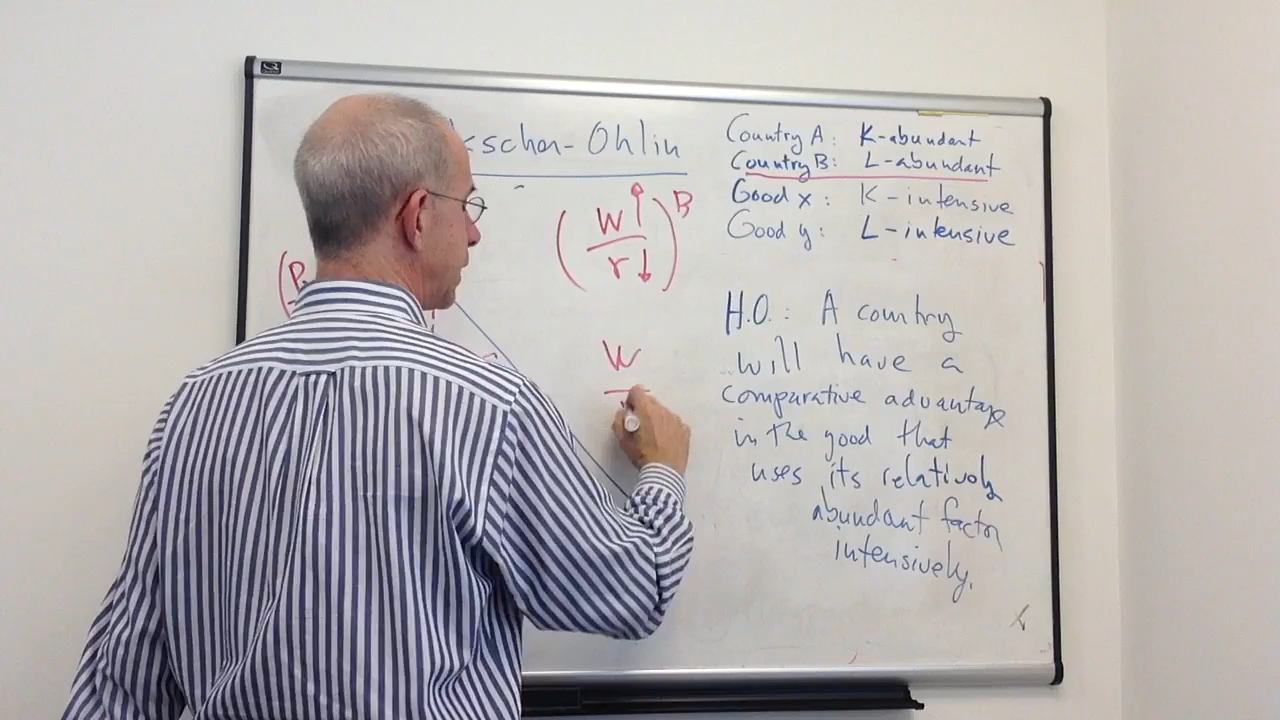 kscher-Ohlin
(P
(W↑/r↓)^B
W
Country A: K-abundant
Country B: L-abundant
Good x: K-intensive
Good y: L-intensive
H.O.: A country
will have a
comparative advantage
in the good that
uses its relatively
abundant factor
intensively.